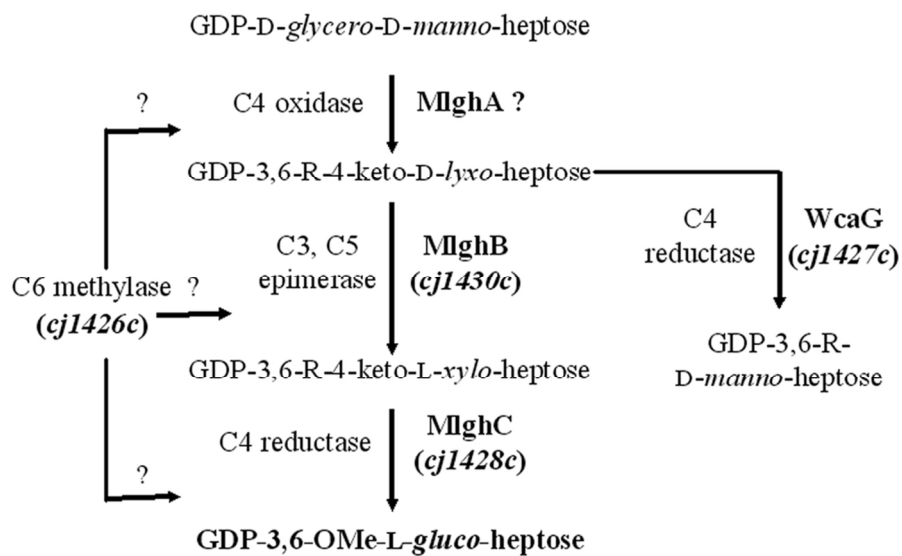 GDP-D-glycero-D-manno-heptose
?
C4 oxidase
MlghA ?
GDP-3,6-R-4-keto-D-lyxo-heptose
C3, C5
epimerase
MlghB
(cj1430c)
C4
reductase
WcaG
(cj1427c)
C6 methylase
(cj1426c)
?
GDP-3,6-R-
D-manno-heptose
GDP-3,6-R-4-keto-L-xylo-heptose
C4 reductase
MlghC
(cj1428c)
?
GDP-3,6-OMe-L-gluco-heptose